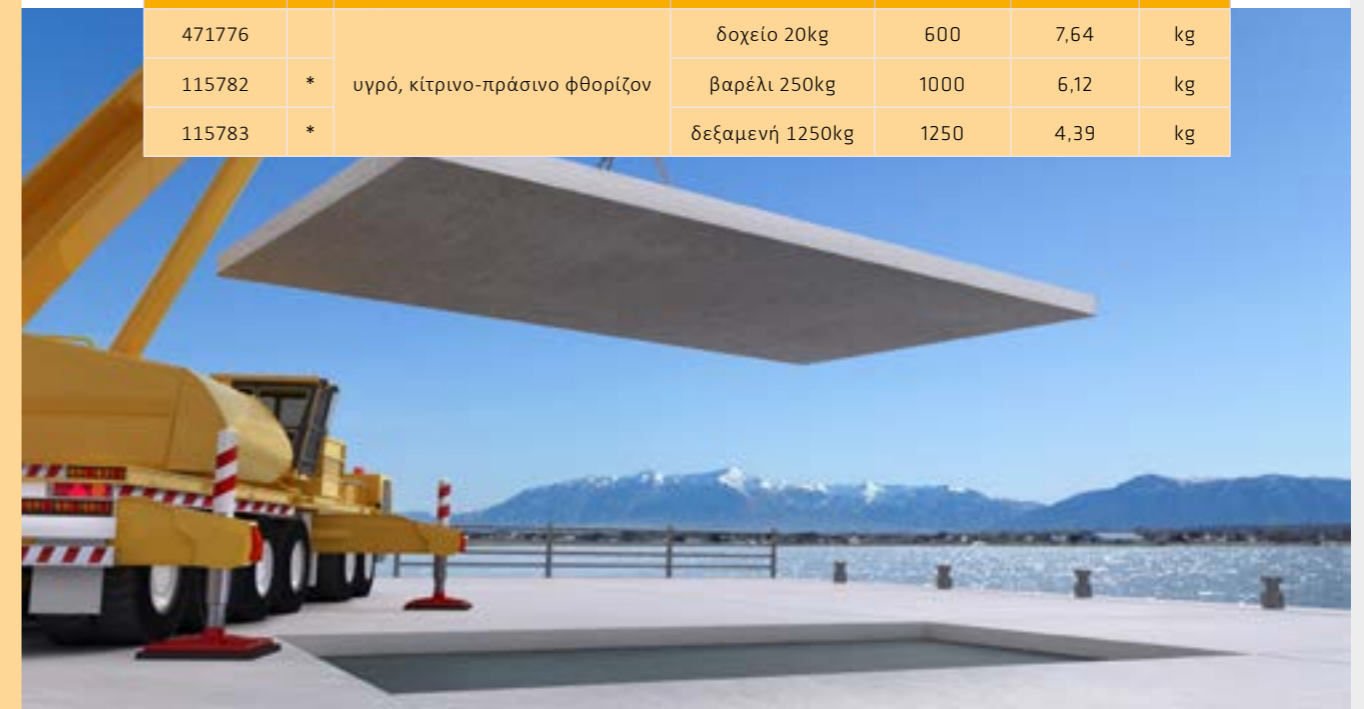 471776 δοχείο 20kg 600 7,64 kg
115782 * υγρό, κίτρινο-πράσινο φθορίζον βαρέλι 250kg 1000 6,12 kg
115783 * δεξαμενή 1250kg 1250 4,39 kg